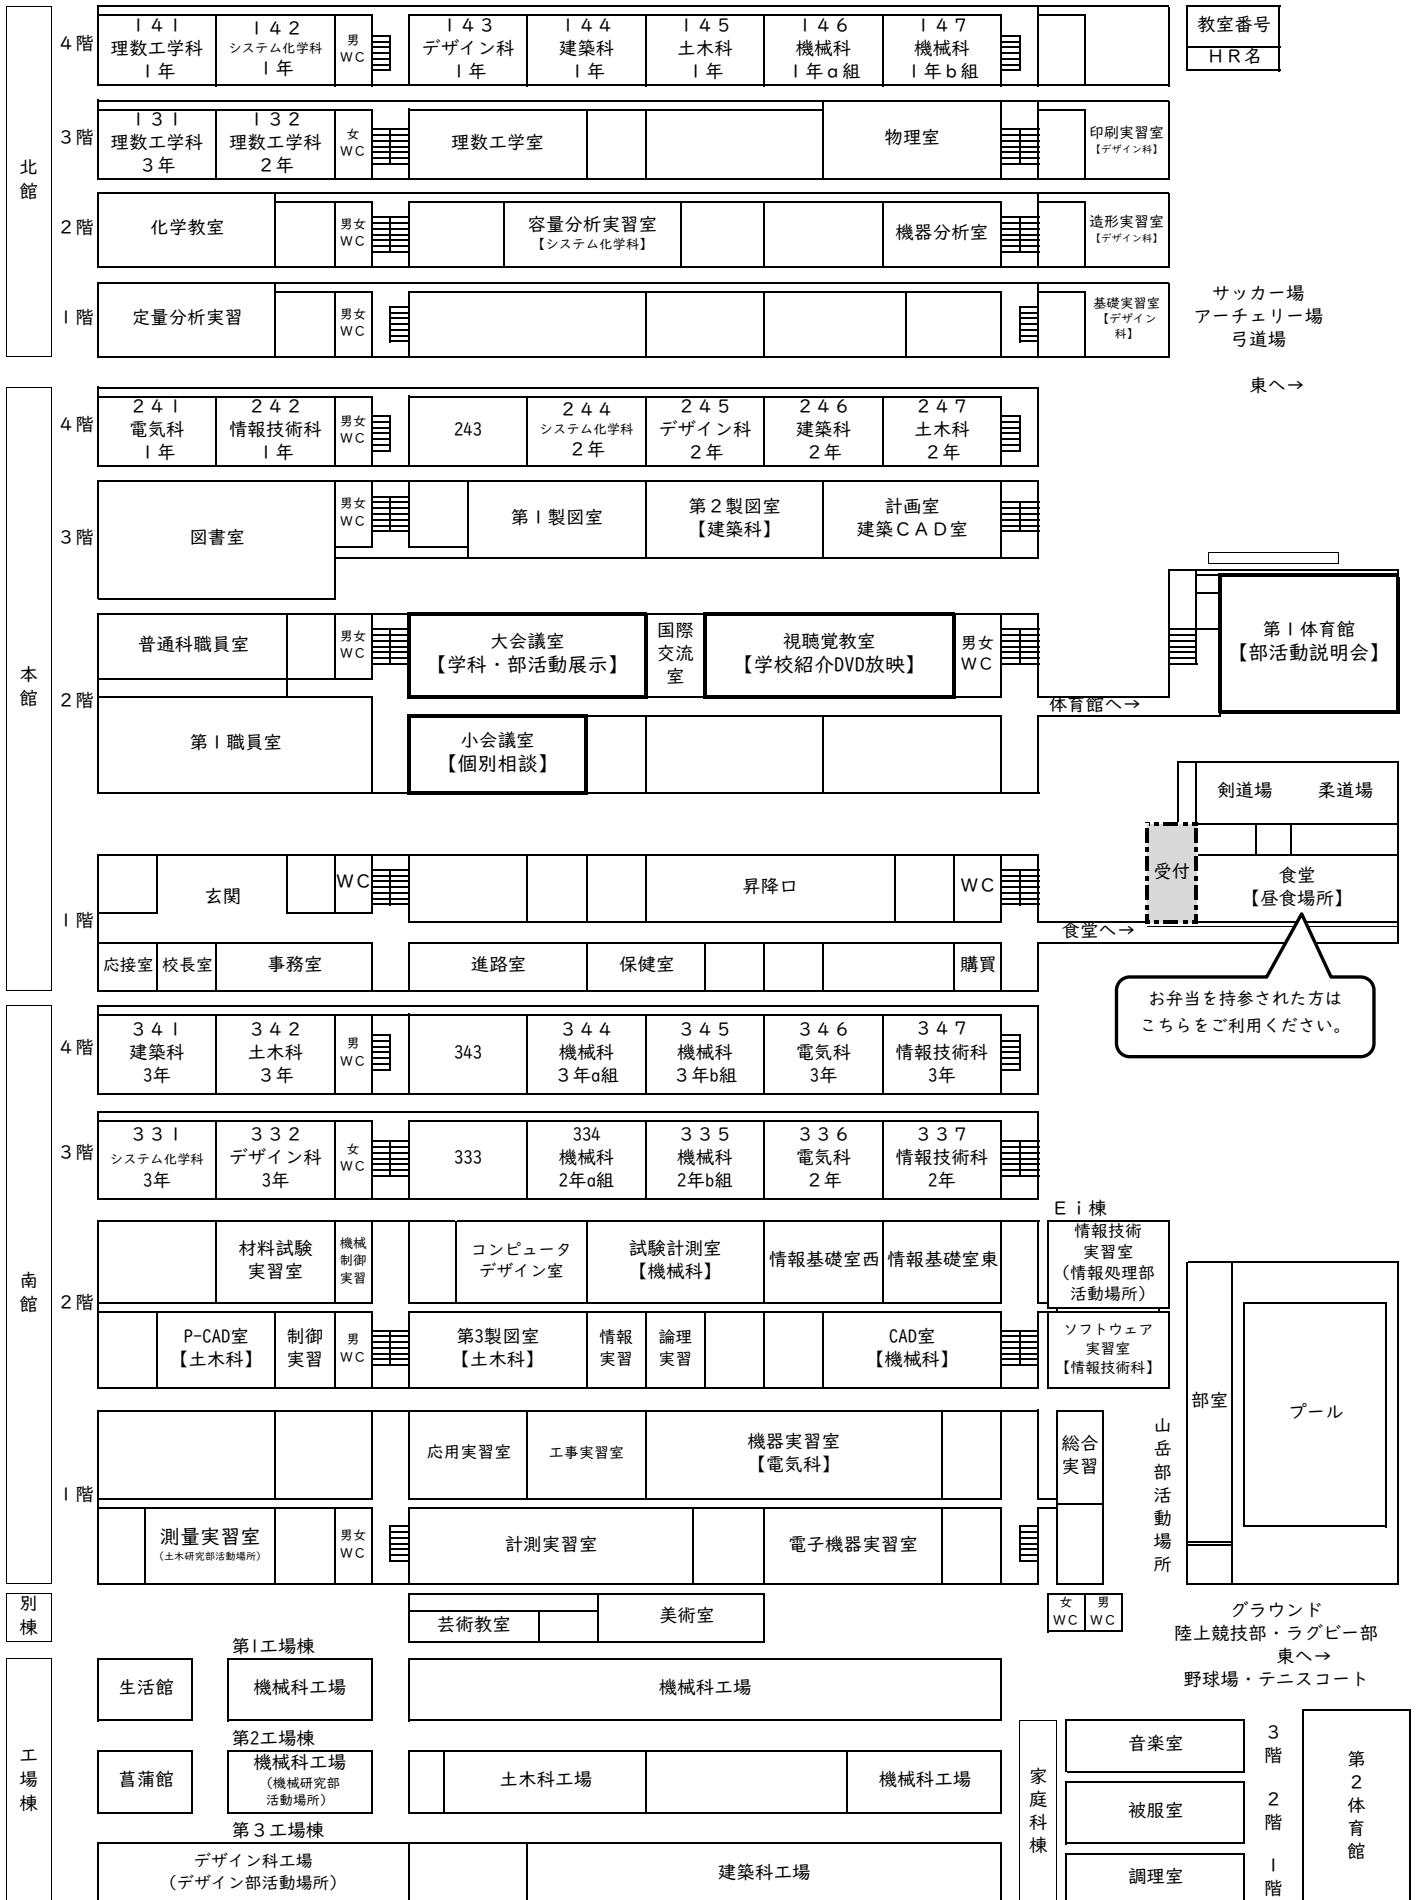 北館
4階
141
理数工学科
1年
142
システム化学科
1年
男
WC
143
デザイン科
1年
144
建築科
1年
145
土木科
1年
146
機械科
1年a組
147
機械科
1年b組
教室番号
HR名
3階
131
理数工学科
3年
132
理数工学科
2年
女
WC
理数工学室
物理室
印刷実習室
【デザイン科】
2階
化学教室
男女
WC
容量分析実習室
【システム化学科】
機器分析室
造形実習室
【デザイン科】
1階
定量分析実習
男女
WC
基礎実習室
【デザイン
科】
サッカー場
アーチェリー場
弓道場
東へ→
本館
4階
241
電気科
1年
242
情報技術科
1年
男女
WC
243
244
システム化学科
2年
245
デザイン科
2年
246
建築科
2年
247
土木科
2年
3階
図書室
男女
WC
第1製図室
第2製図室
【建築科】
計画室
建築CAD室
2階
普通科職員室
男女
WC
大会議室
【学科・部活動展示】
国際
交流
室
視聴覚教室
【学校紹介DVD放映】
男女
WC
体育館へ→
第1体育館
【部活動説明会】
第1職員室
小会議室
【個別相談】
剣道場
柔道場
1階
玄関
WC
昇降口
WC
食堂へ→
受付
食堂
【昼食場所】
応接室
校長室
事務室
進路室
保健室
購買
お弁当を持参された方は
こちらをご利用ください。
南館
4階
341
建築科
3年
342
土木科
3年
男
WC
343
344
機械科
3年a組
345
機械科
3年b組
346
電気科
3年
347
情報技術科
3年
3階
331
システム化学科
3年
332
デザイン科
3年
女
WC
333
334
機械科
2年a組
335
機械科
2年b組
336
電気科
2年
337
情報技術科
2年
2階
材料試験
実習室
機械
制御
実習
コンピュータ
デザイン室
試験計測室
【機械科】
情報基礎室西
情報基礎室東
Ei棟
情報技術
実習室
（情報処理部
活動場所）
P-CAD室
【土木科】
制御
実習
男
WC
第3製図室
【土木科】
情報
実習
論理
実習
CAD室
【機械科】
ソフトウェア
実習室
【情報技術科】
部室
プール
1階
応用実習室
工事実習室
機器実習室
【電気科】
総合
実習
山岳部活動場所
測量実習室
（土木研究部活動場所）
男女
WC
計測実習室
電子機器実習室
別棟
芸術教室
美術室
女
WC
男
WC
グラウンド
陸上競技部・ラグビー部
東へ→
野球場・テニスコート
工場棟
第1工場棟
生活館
機械科工場
機械科工場
第2工場棟
菖蒲館
機械科工場
（機械研究部
活動場所）
土木科工場
機械科工場
第3工場棟
デザイン科工場
（デザイン部活動場所）
建築科工場
家庭科棟
音楽室
3階
被服室
2階
調理室
1階
第2体育館